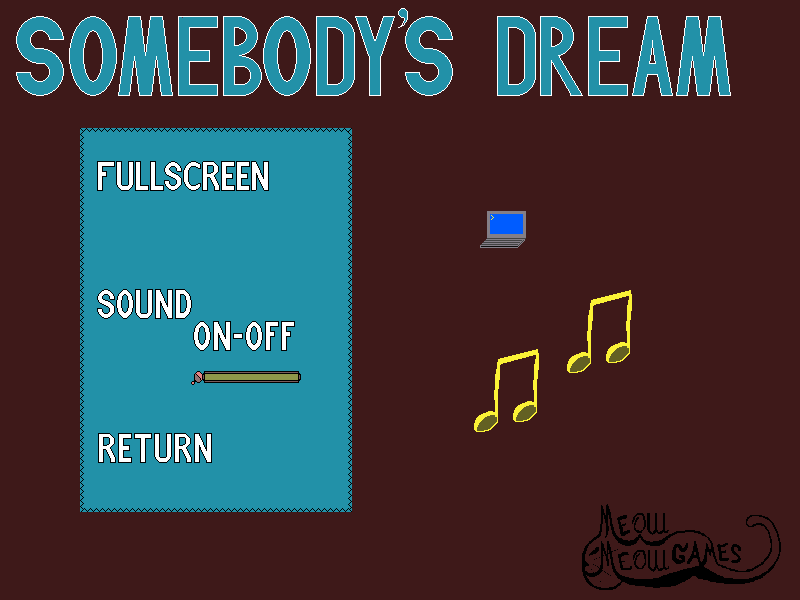 SOMEBODY'S DREAM
FULLSCREEN
SOUND
ON-OFF
RETURN
MEOW
MEOW GAMES